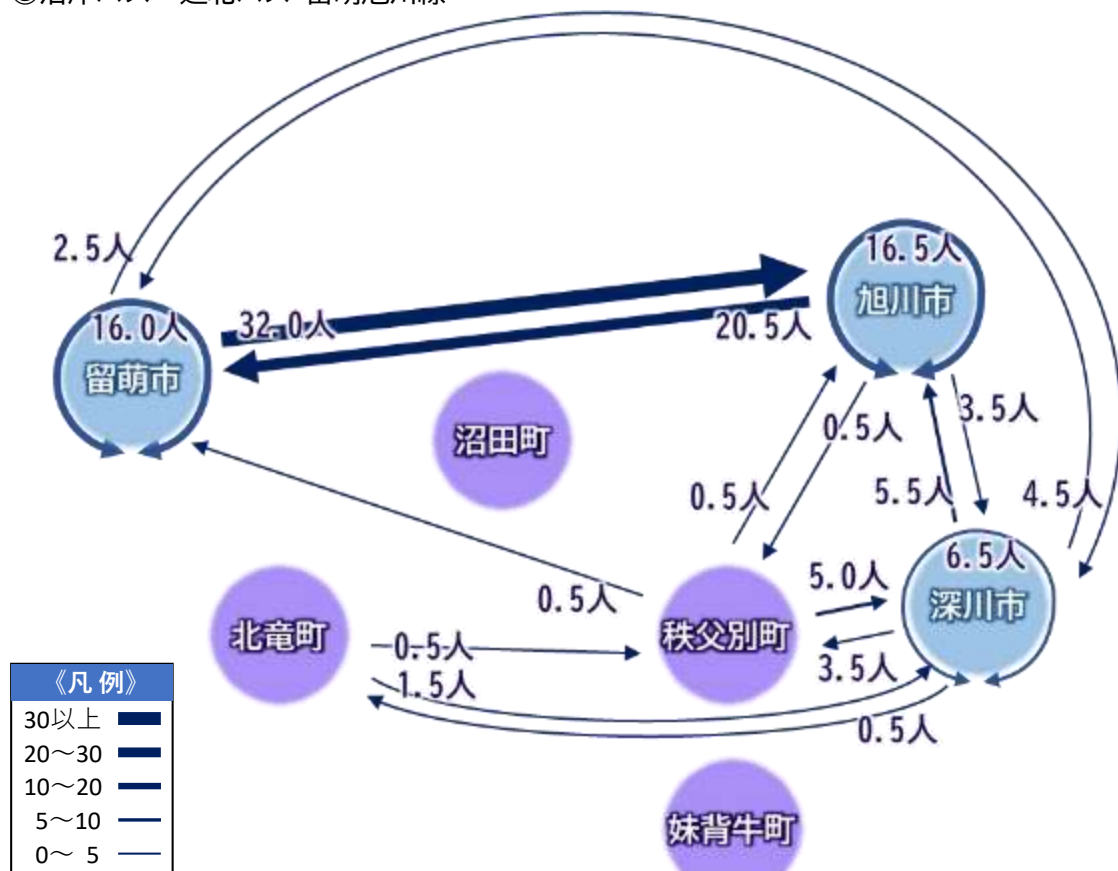 2.5人
16.5人
旭川市
16.0人
32.0人
20.5人
留萌市
沼田町
0.5人
3.5人
0.5人
5.5人
4.5人
6.5人
深川市
5.0人
0.5人
北竜町
0.5人
秩父別町
3.5人
1.5人
0.5人
妹背牛町
《凡 例》
30以上
20～30
10～20
5～10
0～ 5